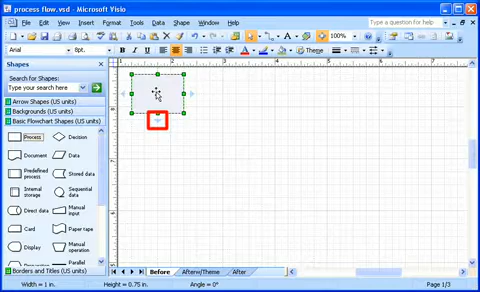 process flow.vsd - Microsoft Visio
File Edit View Insert Format Tools Data Shape Window Help
Type a question for help
100%
Arial 8pt. Theme
Shapes
Search for Shapes:
Type your search here
Arrow Shapes (US units)
Backgrounds (US units)
Basic Flowchart Shapes (US units)
Process Decision
Document Data
Predefined process Stored data
Internal storage Sequential data
Direct data Manual input
Card Paper tape
Display Manual operation
Parallel
Borders and Titles (US units)
Before Afterw/Theme After
Width = 1 in. Height = 0.75 in. Angle = 0° Page 1/3